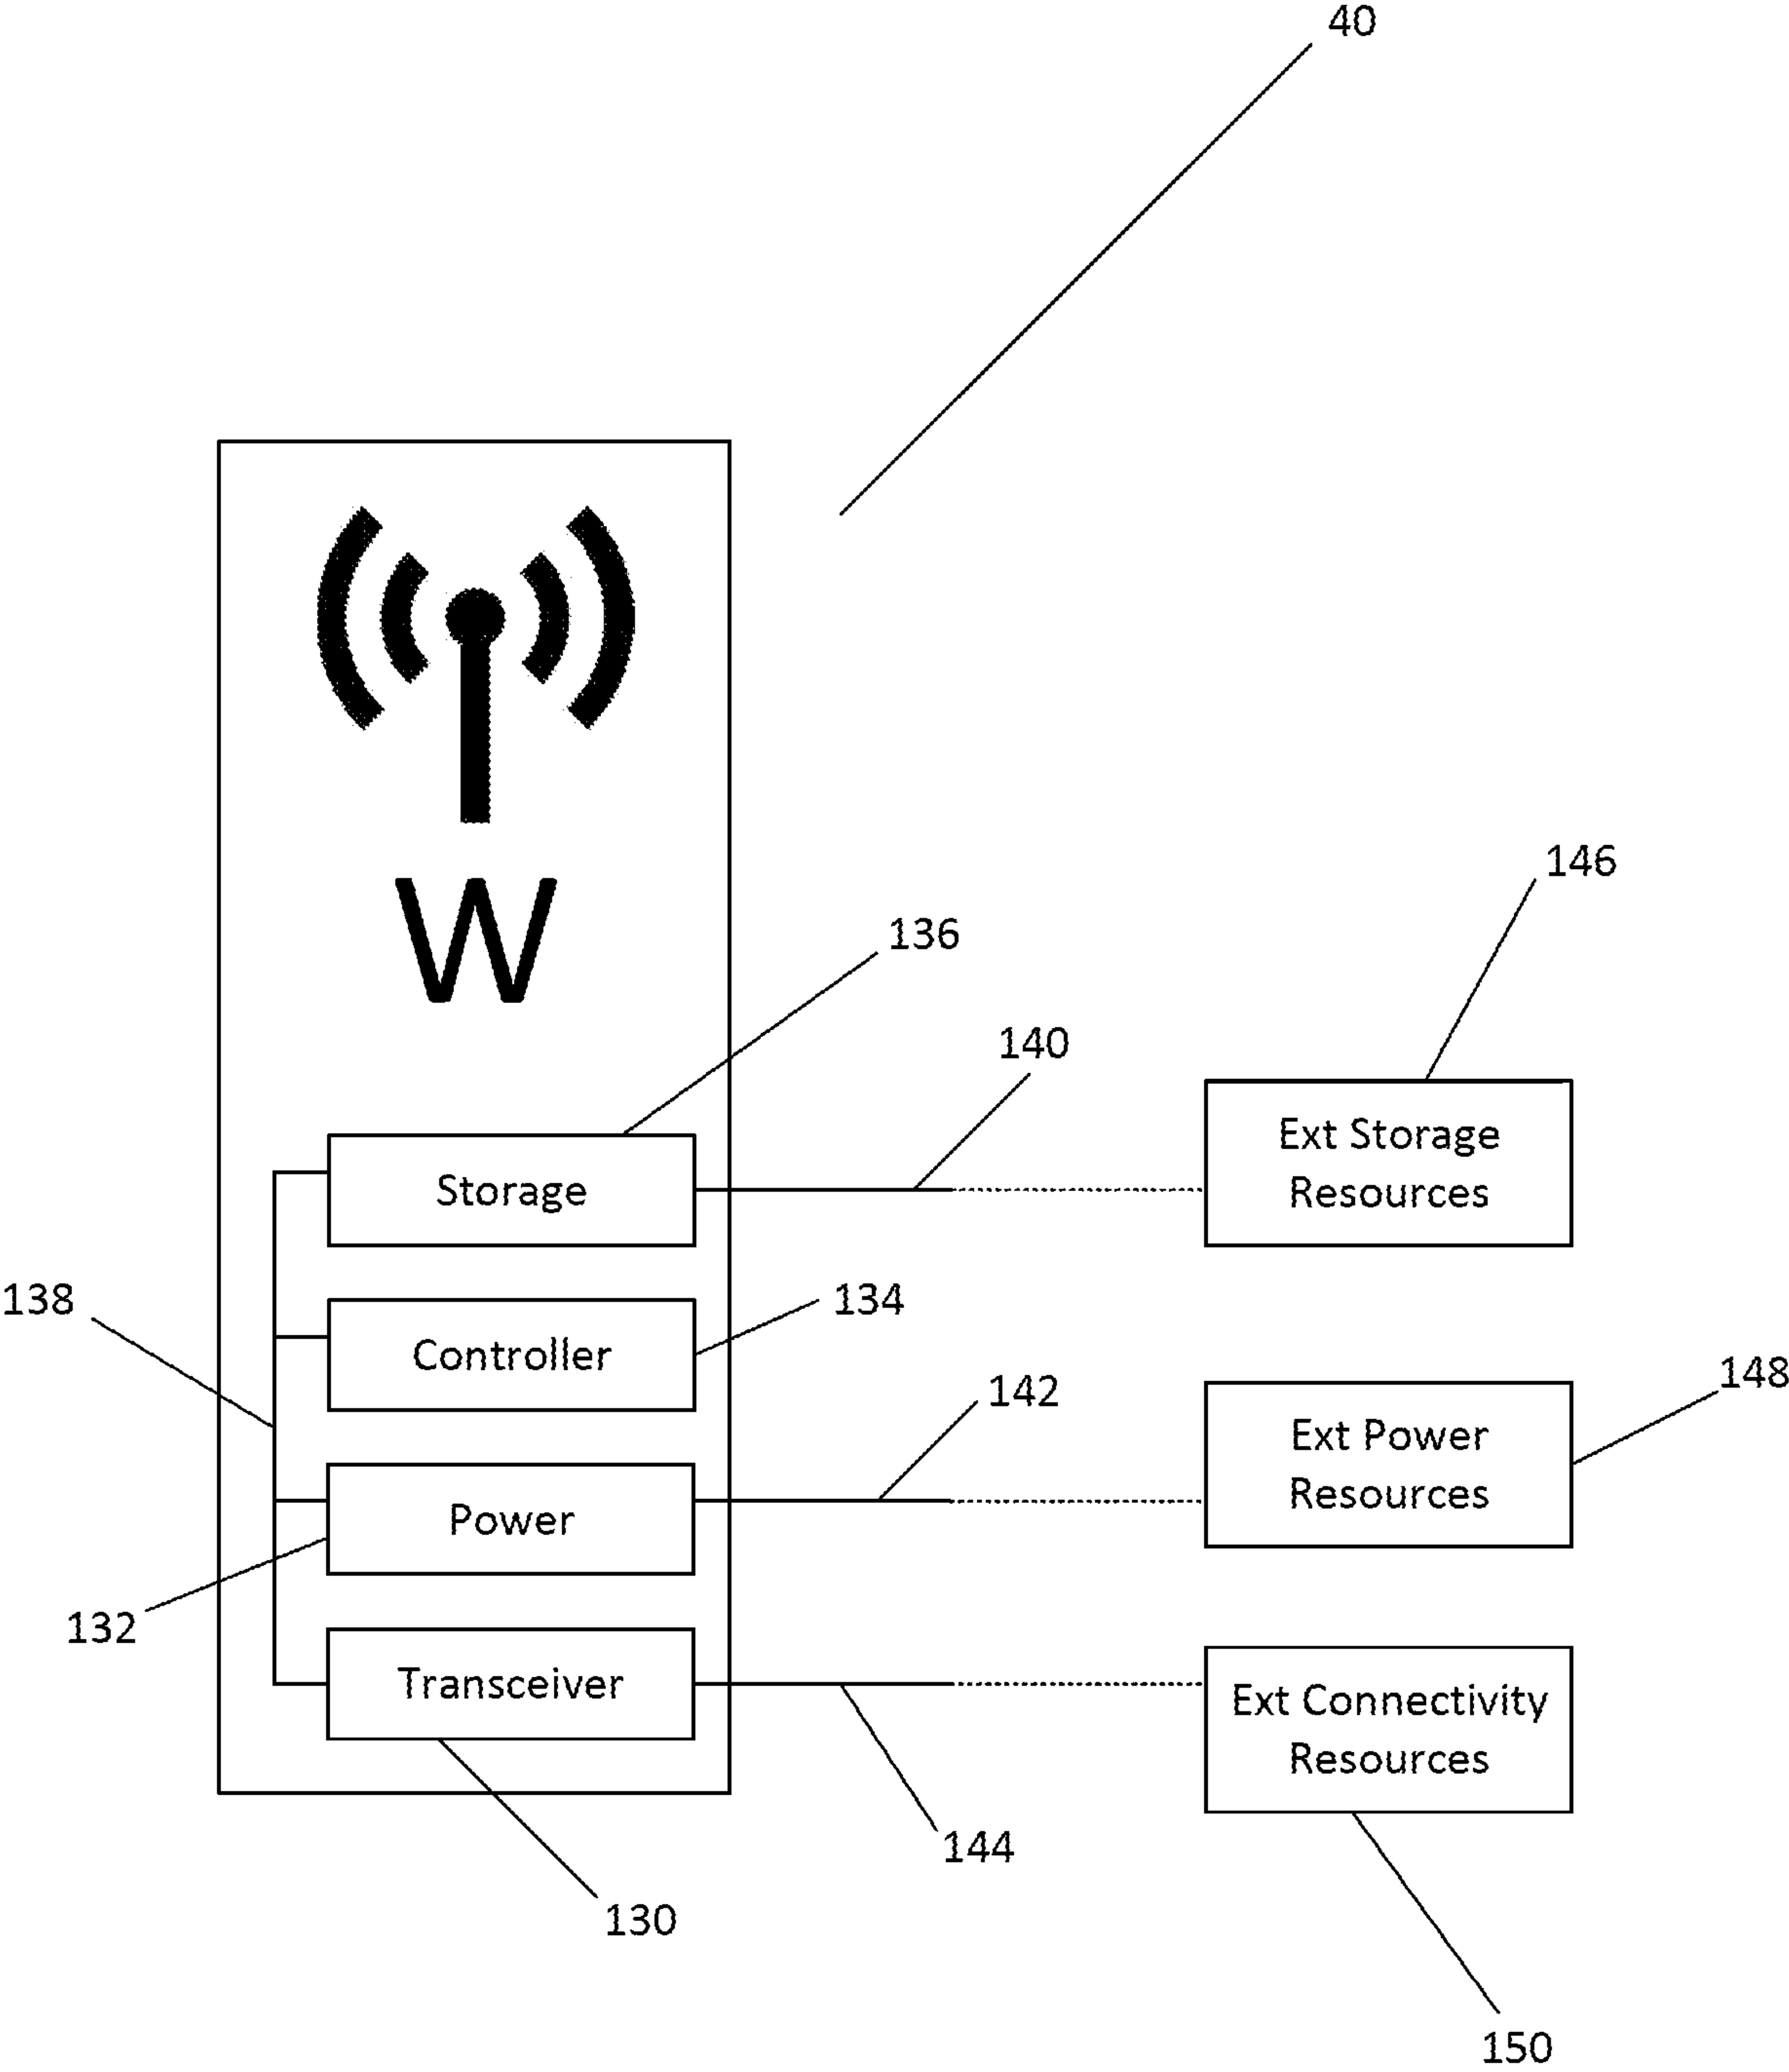 40
W
146
136
140
Ext Storage
Resources
Storage
138
134
Controller
142
148
Ext Power
Resources
Power
132
Transceiver
Ext Connectivity
Resources
144
130
150